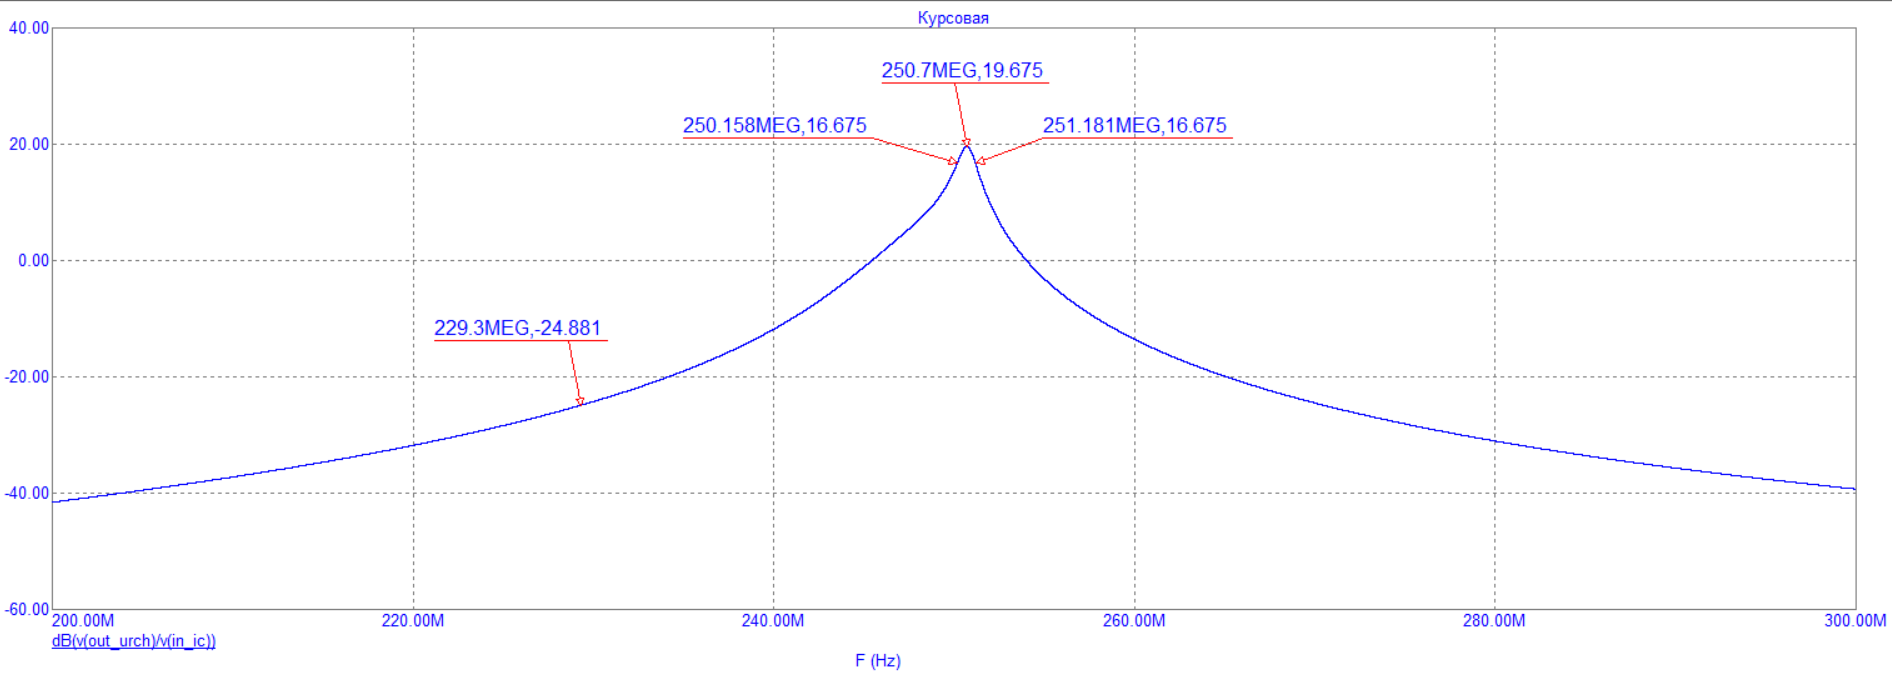 Курсовая
40.00
250.7MEG,19.675
250.158MEG,16.675
251.181MEG,16.675
20.00
0.00
229.3MEG,-24.881
-20.00
-40.00
-60.00
200.00M
220.00M
240.00M
260.00M
280.00M
300.00M
dB(v(out_urch)/v(in_ic))
F (Hz)